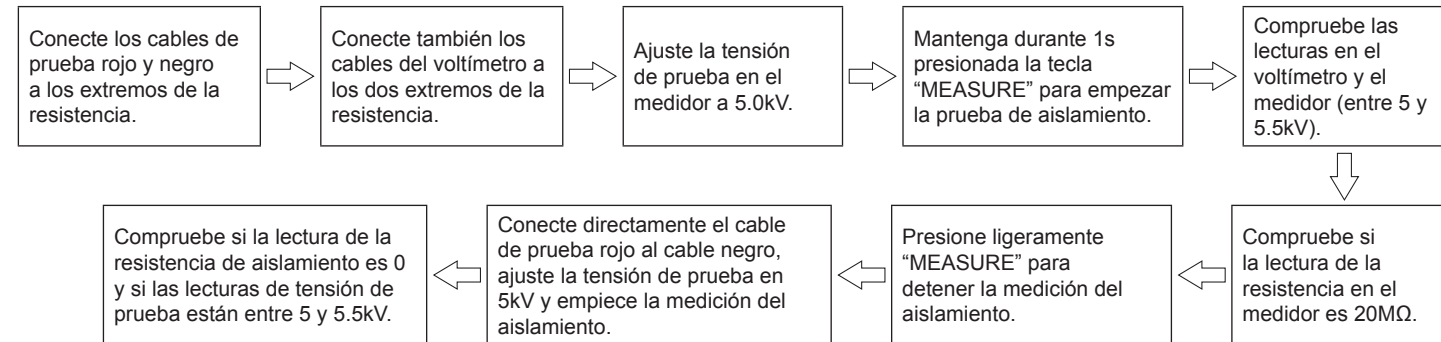 Conecte los cables de
prueba rojo y negro
a los extremos de la
resistencia.
Conecte también los
cables del voltímetro a
los dos extremos de la
resistencia.
Ajuste la tensión
de prueba en el
medidor a 5.0kV.
Mantenga durante 1s
presionada la tecla
“MEASURE” para empezar
la prueba de aislamiento.
Compruebe las
lecturas en el
voltímetro y el
medidor (entre 5 y
5.5kV).
Compruebe si
la lectura de la
resistencia en el
medidor es 20MΩ.
Presione ligeramente
“MEASURE” para
detener la medición del
aislamiento.
Conecte directamente el cable
de prueba rojo al cable negro,
ajuste la tensión de prueba en
5kV y empiece la medición del
aislamiento.
Compruebe si la lectura de la
resistencia de aislamiento es 0
y si las lecturas de tensión de
prueba están entre 5 y 5.5kV.